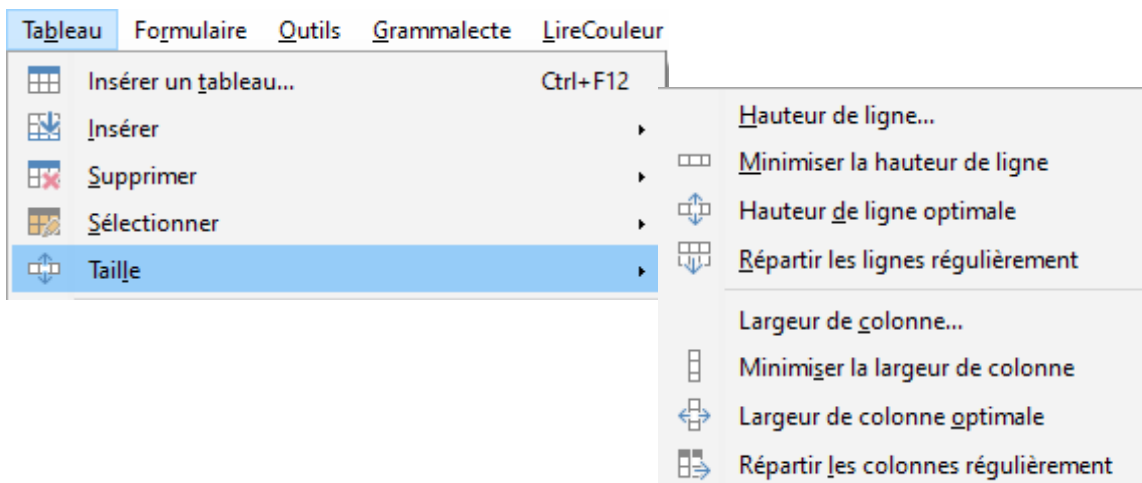 Tableau Formulaire Outils Grammalecte LireCouleur
Insérer un tableau... Ctrl+F12
Insérer
Supprimer
Sélectionner
Taille
Hauteur de ligne...
Minimiser la hauteur de ligne
Hauteur de ligne optimale
Répartir les lignes régulièrement
Largeur de colonne...
Minimiser la largeur de colonne
Largeur de colonne optimale
Répartir les colonnes régulièrement